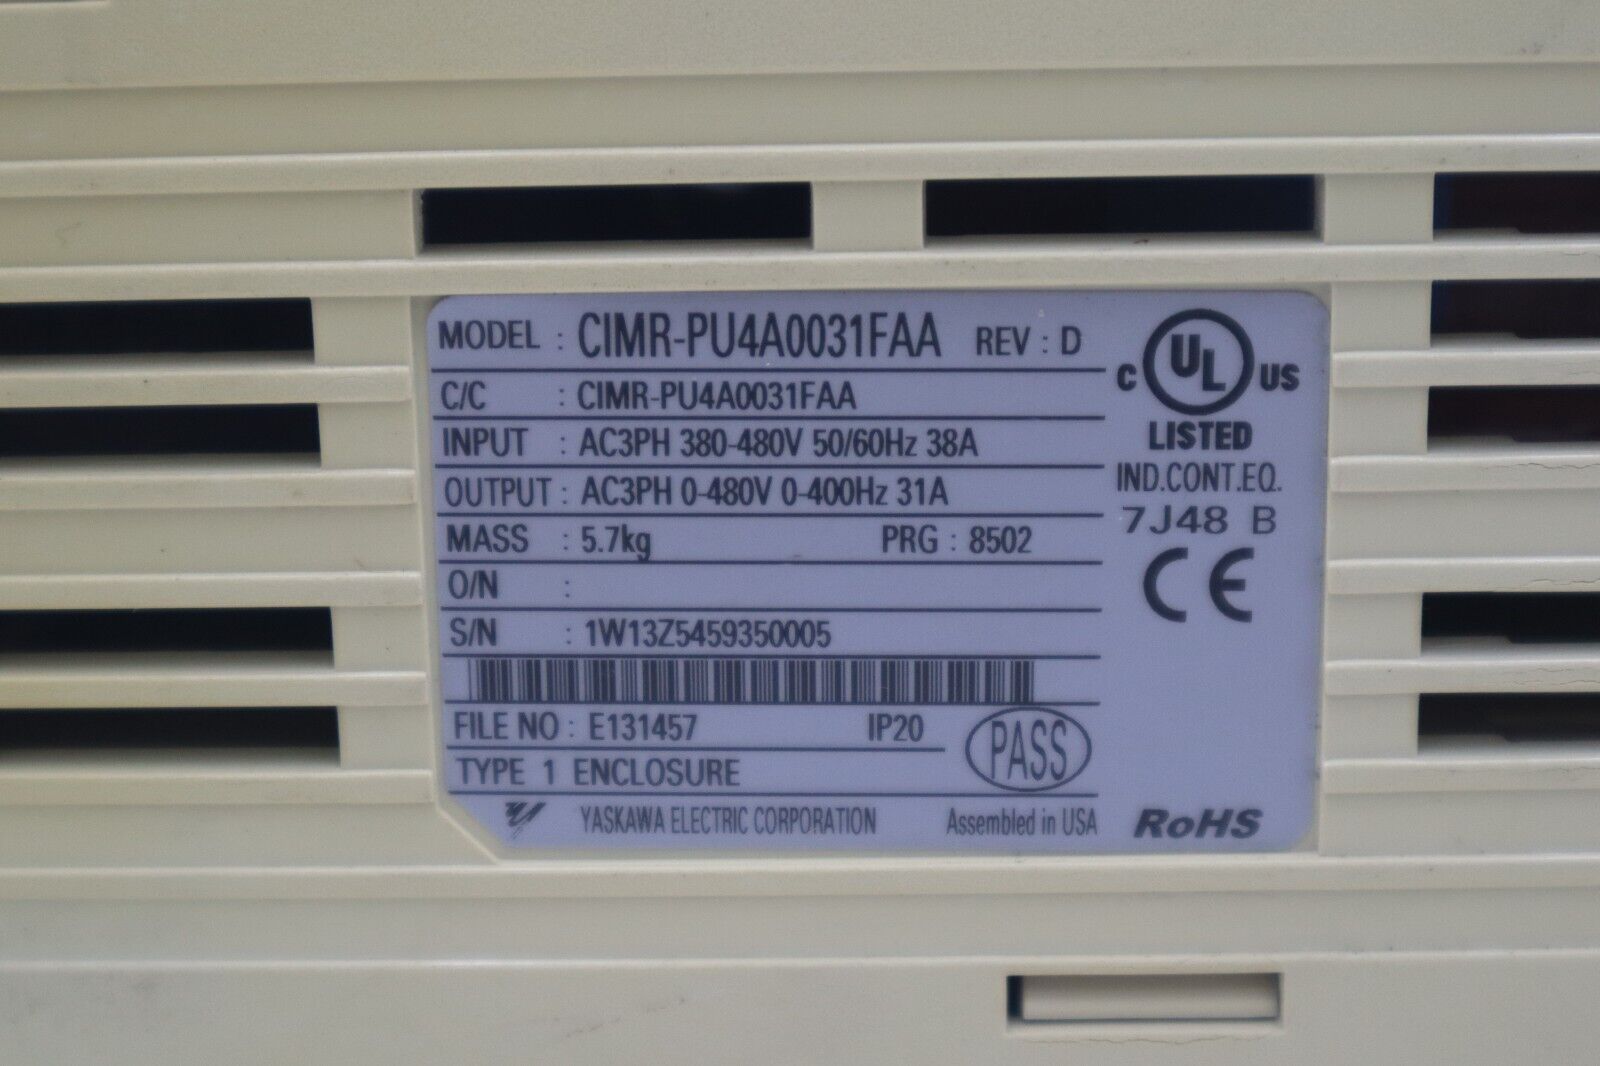 MODEL : CIMR-PU4A0031FAA REV : D
C/C : CIMR-PU4A0031FAA
INPUT : AC3PH 380-480V 50/60Hz 38A
OUTPUT : AC3PH 0-480V 0-400Hz 31A
MASS : 5.7kg PRG : 8502
O/N :
S/N : 1W13Z5459350005
FILE NO : E131457 IP20
TYPE 1 ENCLOSURE
PASS
YASKAWA ELECTRIC CORPORATION Assembled in USA
C UL US
LISTED
IND.CONT.EQ.
7J48 B
CE
RoHS